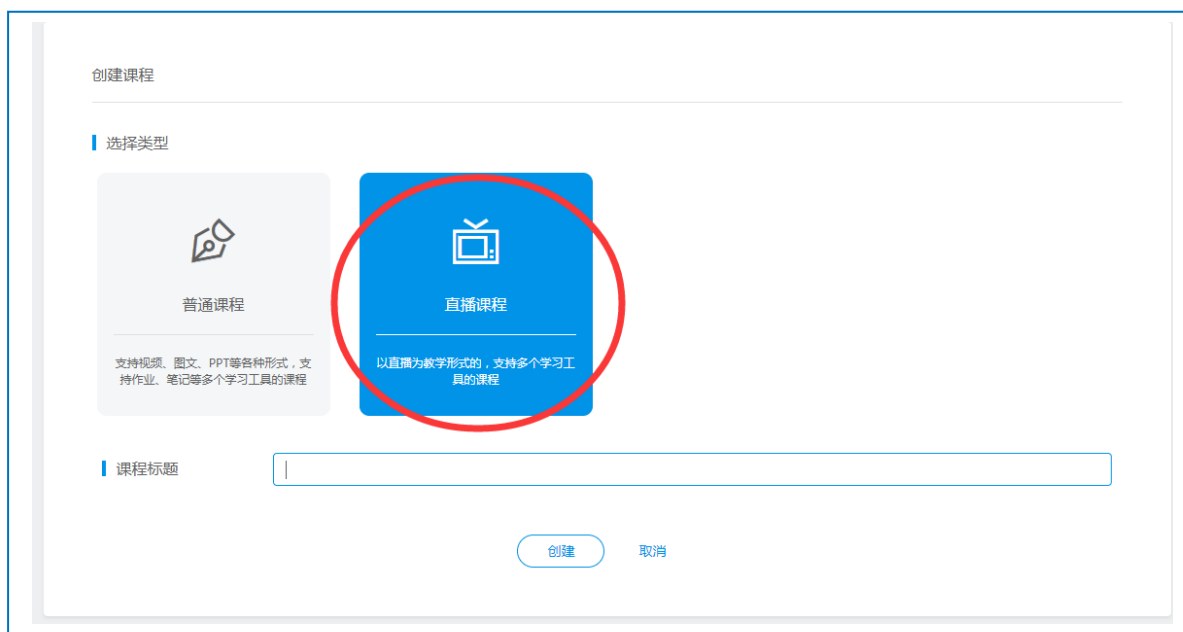 创建课程
选择类型
普通课程
支持视频、图文、PPT等各种形式，支
持作业、笔记等多个学习工具的课程
直播课程
以直播为教学形式的，支持多个学习工
具的课程
课程标题
创建
取消